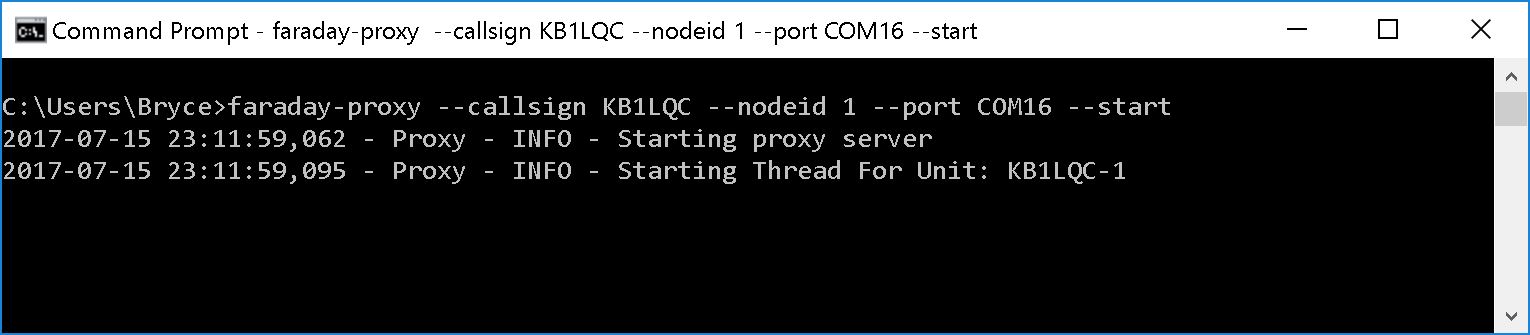 Command Prompt - faraday-proxy  --callsign KB1LQC --nodeid 1 --port COM16 --start
C:\Users\Bryce>faraday-proxy --callsign KB1LQC --nodeid 1 --port COM16 --start
2017-07-15 23:11:59,062 - Proxy - INFO - Starting proxy server
2017-07-15 23:11:59,095 - Proxy - INFO - Starting Thread For Unit: KB1LQC-1